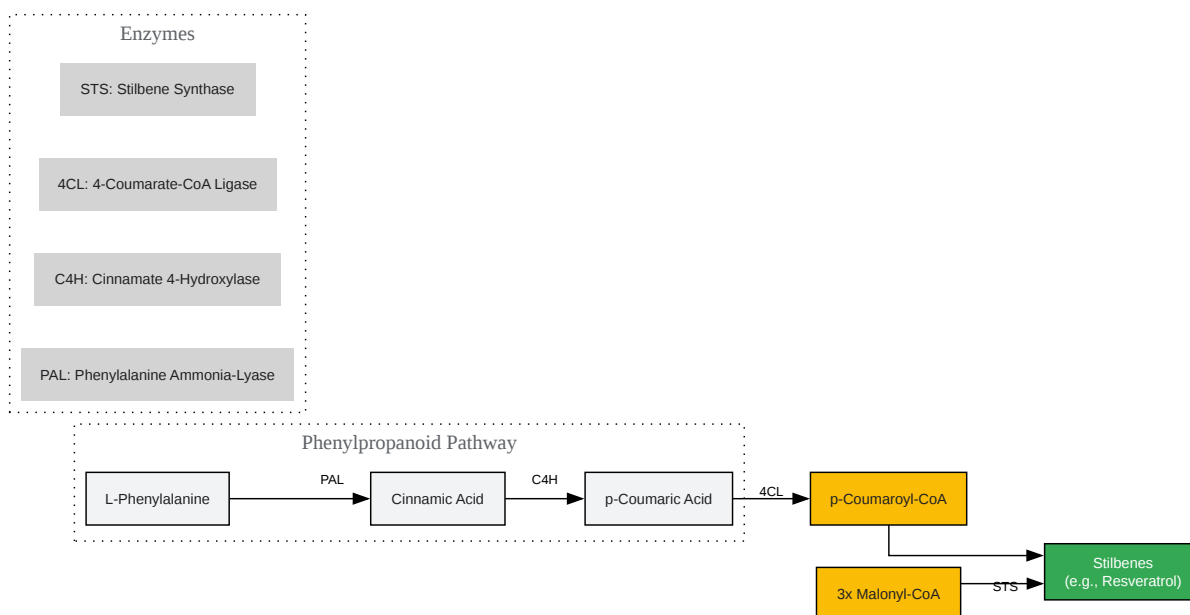 Enzymes
STS: Stilbene Synthase
4CL: 4-Coumarate-CoA Ligase
C4H: Cinnamate 4-Hydroxylase
PAL: Phenylalanine Ammonia-Lyase
Phenylpropanoid Pathway
L-Phenylalanine
PAL
Cinnamic Acid
C4H
p-Coumaric Acid
4CL
p-Coumaroyl-CoA
3x Malonyl-CoA
STS
Stilbenes
(e.g., Resveratrol)